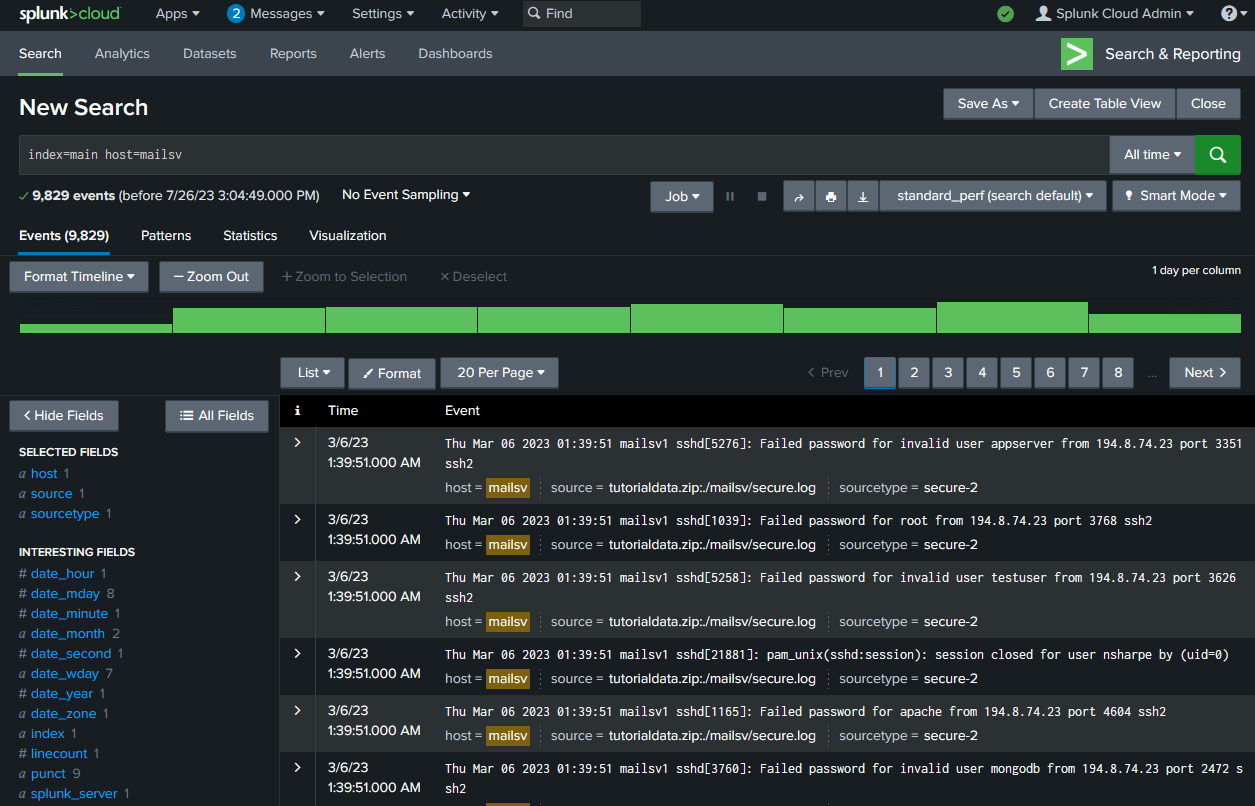 splunk>cloud Apps 2 Messages Settings Activity Find Splunk Cloud Admin ?
Search Analytics Datasets Reports Alerts Dashboards > Search & Reporting
New Search Save As Create Table View Close
index=main host=mailsv All time
✓ 9,829 events (before 7/26/23 3:04:49.000 PM) No Event Sampling Job standard_perf (search default) Smart Mode
Events (9,829) Patterns Statistics Visualization
Format Timeline – Zoom Out + Zoom to Selection × Deselect 1 day per column
List Format 20 Per Page < Prev 1 2 3 4 5 6 7 8 ... Next >
< Hide Fields All Fields
SELECTED FIELDS
a host 1
a source 1
a sourcetype 1
INTERESTING FIELDS
# date_hour 1
# date_mday 8
# date_minute 1
a date_month 2
# date_second 1
a date_wday 7
# date_year 1
a date_zone 1
a index 1
# linecount 1
a punct 9
a splunk_server 1
i Time Event
> 3/6/23 Thu Mar 06 2023 01:39:51 mailsv1 sshd[5276]: Failed password for invalid user appserver from 194.8.74.23 port 3351
1:39:51.000 AM ssh2
host = mailsv source = tutorialdata.zip:./mailsv/secure.log sourcetype = secure-2
> 3/6/23 Thu Mar 06 2023 01:39:51 mailsv1 sshd[1039]: Failed password for root from 194.8.74.23 port 3768 ssh2
1:39:51.000 AM host = mailsv source = tutorialdata.zip:./mailsv/secure.log sourcetype = secure-2
> 3/6/23 Thu Mar 06 2023 01:39:51 mailsv1 sshd[5258]: Failed password for invalid user testuser from 194.8.74.23 port 3626
1:39:51.000 AM ssh2
host = mailsv source = tutorialdata.zip:./mailsv/secure.log sourcetype = secure-2
> 3/6/23 Thu Mar 06 2023 01:39:51 mailsv1 sshd[21881]: pam_unix(sshd:session): session closed for user nsharpe by (uid=0)
1:39:51.000 AM host = mailsv source = tutorialdata.zip:./mailsv/secure.log sourcetype = secure-2
> 3/6/23 Thu Mar 06 2023 01:39:51 mailsv1 sshd[1165]: Failed password for apache from 194.8.74.23 port 4604 ssh2
1:39:51.000 AM host = mailsv source = tutorialdata.zip:./mailsv/secure.log sourcetype = secure-2
> 3/6/23 Thu Mar 06 2023 01:39:51 mailsv1 sshd[3760]: Failed password for invalid user mongodb from 194.8.74.23 port 2472 s
1:39:51.000 AM sh2